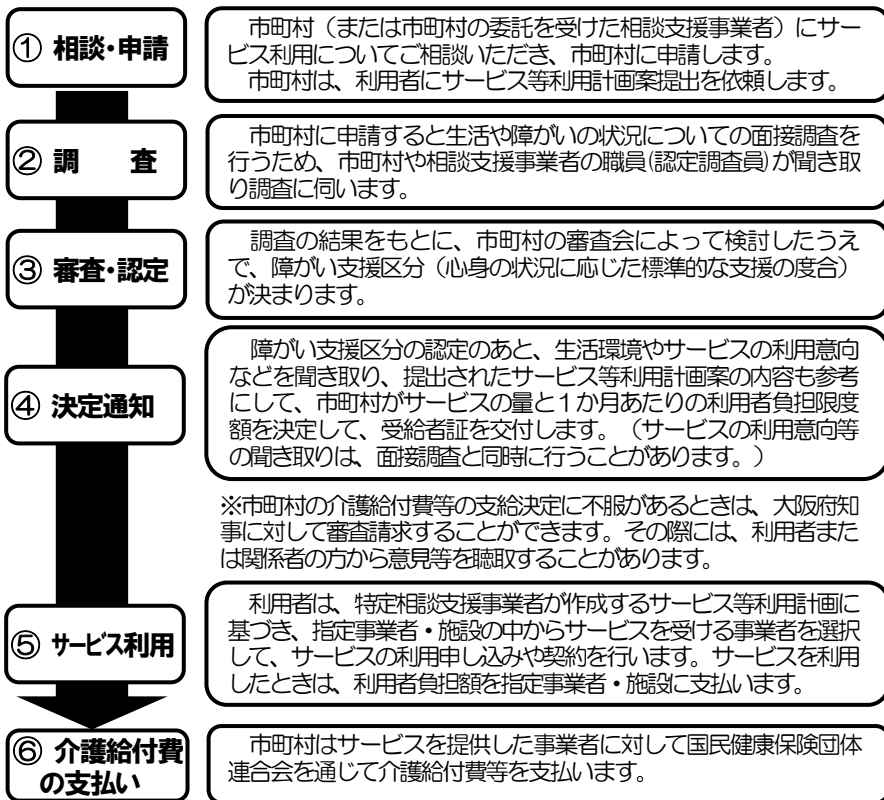 ① 相談・申請
市町村（または市町村の委託を受けた相談支援事業者）にサー
ビス利用についてご相談いただき、市町村に申請します。
市町村は、利用者にサービス等利用計画案提出を依頼します。
② 調　　査
市町村に申請すると生活や障がいの状況についての面接調査を
行うため、市町村や相談支援事業者の職員(認定調査員)が聞き取
り調査に伺います。
③ 審査・認定
調査の結果をもとに、市町村の審査会によって検討したうえ
で、障がい支援区分（心身の状況に応じた標準的な支援の度合）
が決まります。
④ 決定通知
障がい支援区分の認定のあと、生活環境やサービスの利用意向
などを聞き取り、提出されたサービス等利用計画案の内容も参考
にして、市町村がサービスの量と１か月あたりの利用者負担限度
額を決定して、受給者証を交付します。（サービスの利用意向等
の聞き取りは、面接調査と同時に行うことがあります。）
※市町村の介護給付費等の支給決定に不服があるときは、大阪府知
事に対して審査請求することができます。その際には、利用者また
は関係者の方から意見等を聴取することがあります。
⑤ サービス利用
利用者は、特定相談支援事業者が作成するサービス等利用計画に
基づき、指定事業者・施設の中からサービスを受ける事業者を選択
して、サービスの利用申し込みや契約を行います。サービスを利用
したときは、利用者負担額を指定事業者・施設に支払います。
⑥ 介護給付費
の支払い
市町村はサービスを提供した事業者に対して国民健康保険団体
連合会を通じて介護給付費等を支払います。